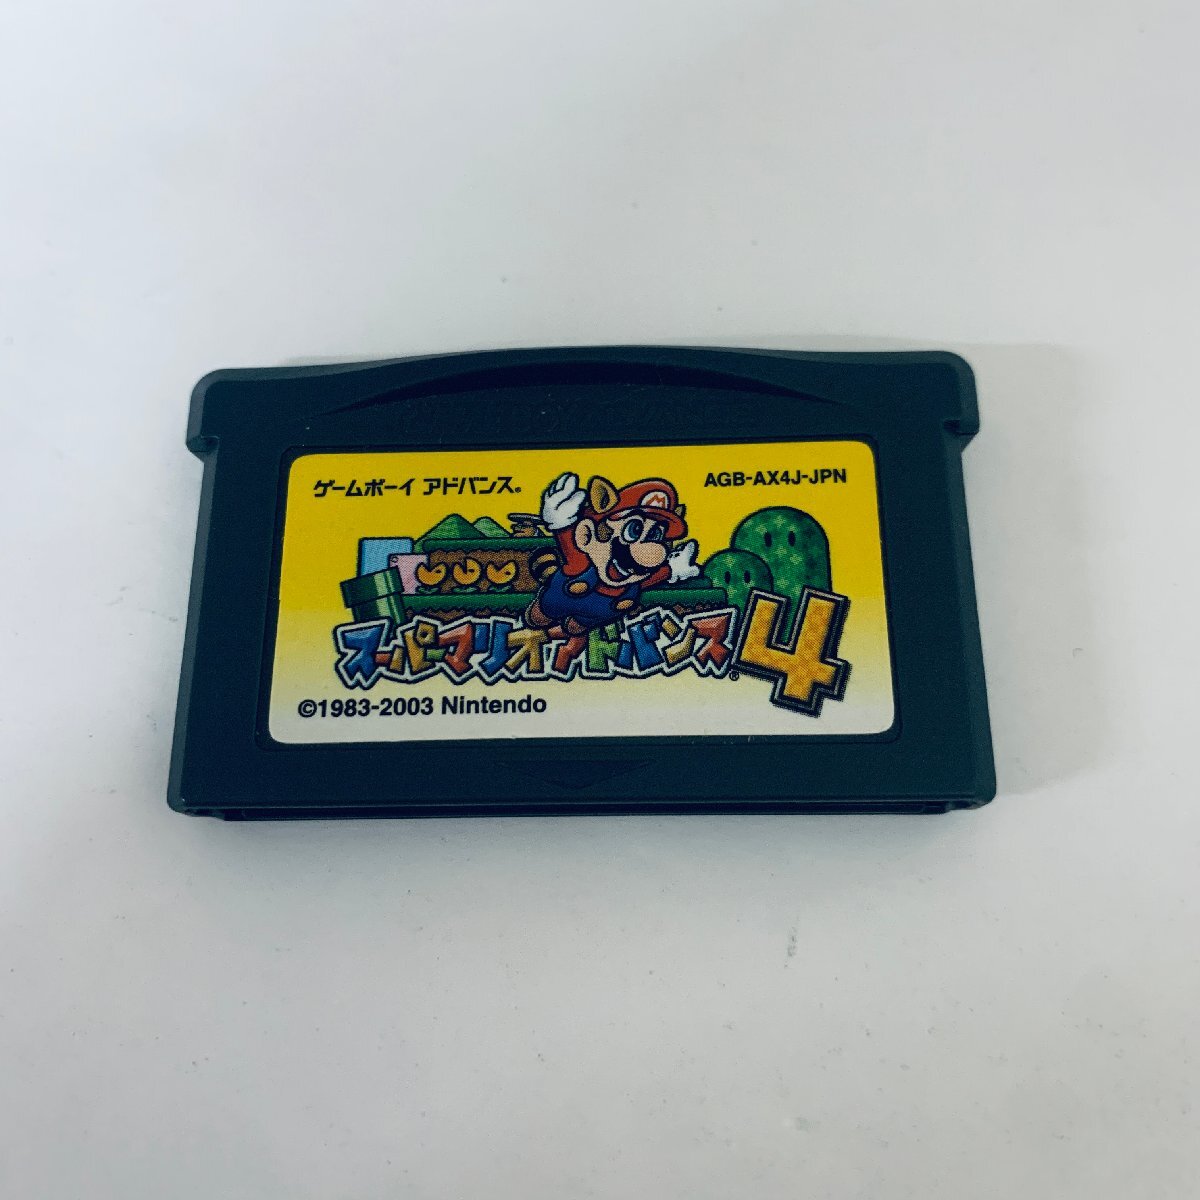 ゲームボーイ アドバンス®
AGB-AX4J-JPN
M
スーパーマリオアドバンス®4
©1983-2003 Nintendo